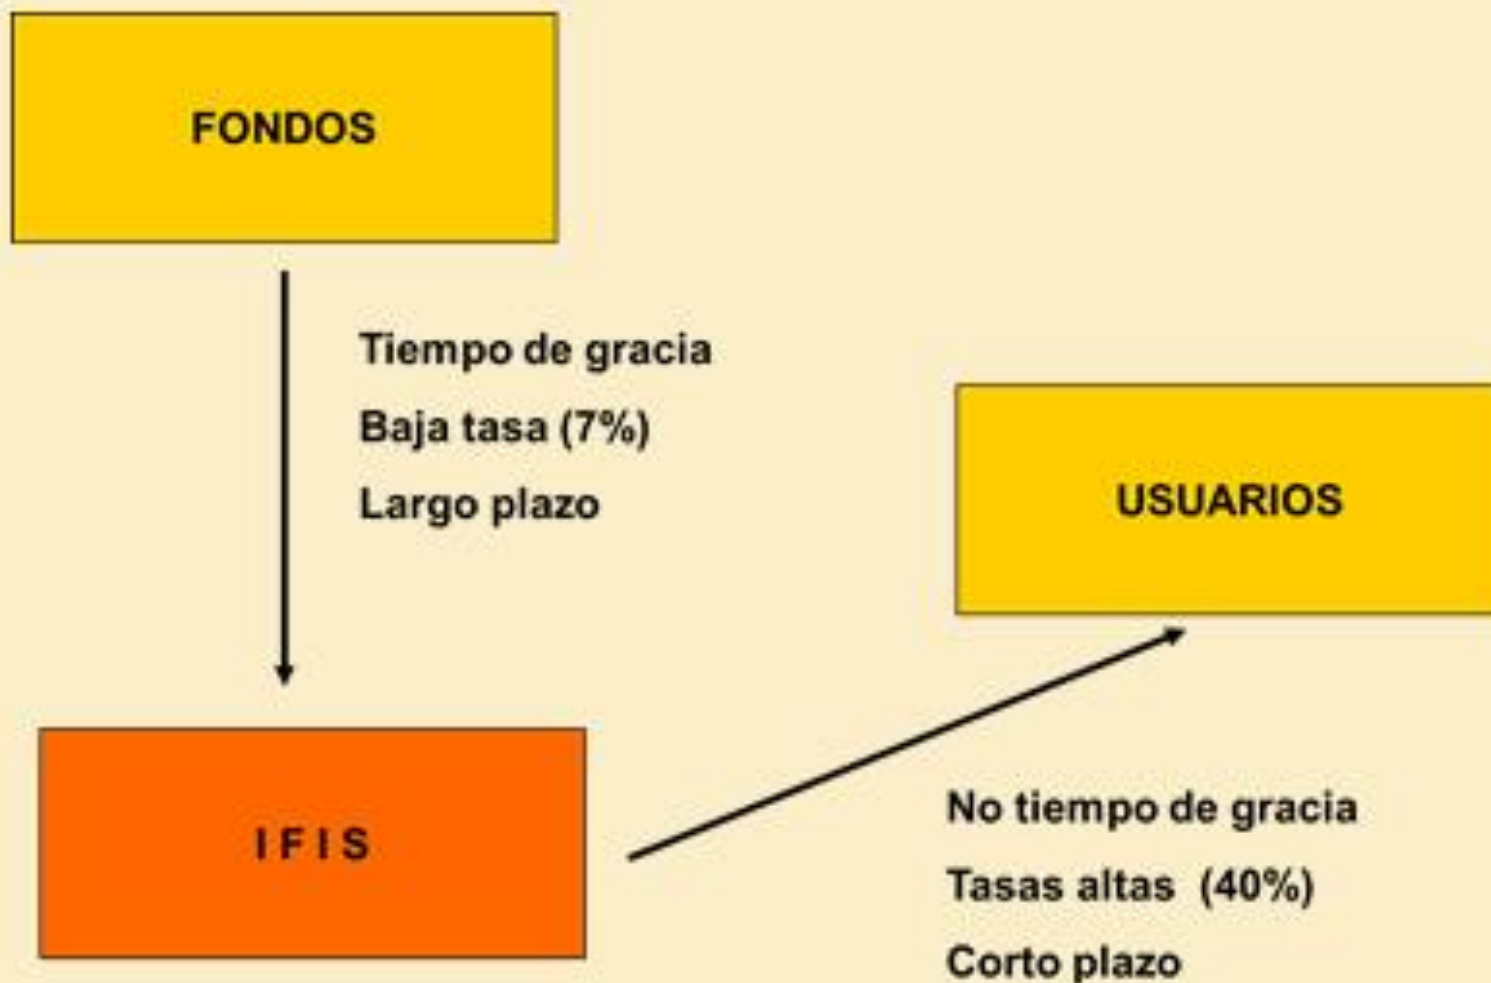 FONDOS
Tiempo de gracia
Baja tasa (7%)
Largo plazo
USUARIOS
I F I S
No tiempo de gracia
Tasas altas (40%)
Corto plazo